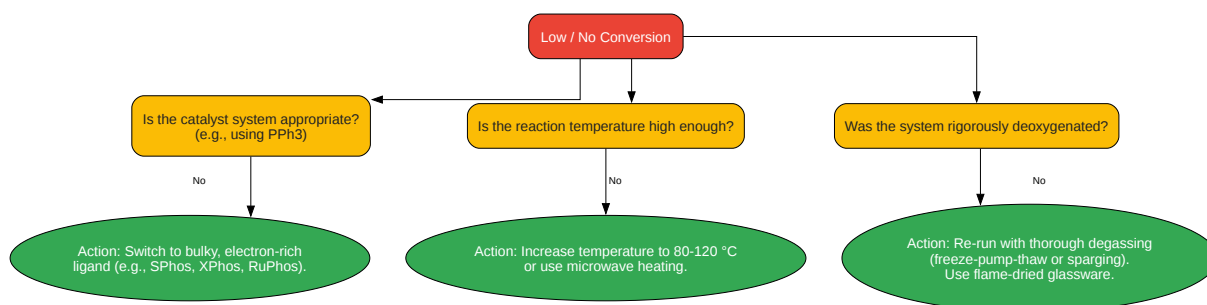 Low / No Conversion
Is the catalyst system appropriate?
(e.g., using PPh3)
Is the reaction temperature high enough?
Was the system rigorously deoxygenated?
No
No
No
Action: Switch to bulky, electron-rich
ligand (e.g., SPhos, XPhos, RuPhos).
Action: Increase temperature to 80-120 °C
or use microwave heating.
Action: Re-run with thorough degassing
(freeze-pump-thaw or sparging).
Use flame-dried glassware.